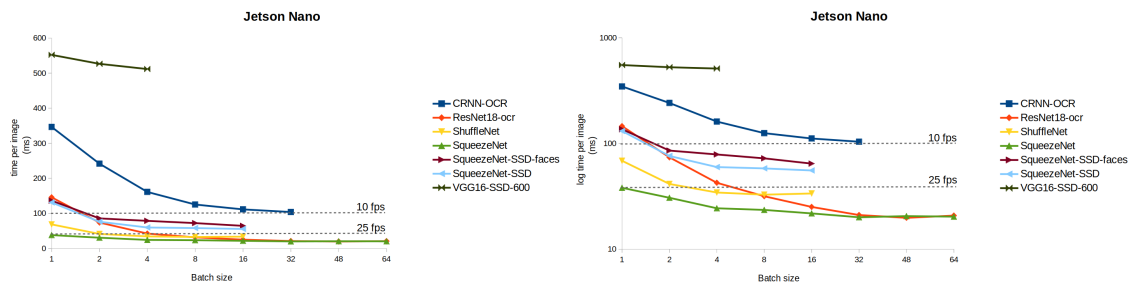 Jetson Nano
600
500
400
300
200
100
0
time per image
(ms)
1
2
4
8
16
32
48
64
Batch size
10 fps
25 fps
CRNN-OCR
ResNet18-ocr
ShuffleNet
SqueezeNet
SqueezeNet-SSD-faces
SqueezeNet-SSD
VGG16-SSD-600
Jetson Nano
1000
100
10
log time per image
(ms)
1
2
4
8
16
32
48
64
Batch size
10 fps
25 fps
CRNN-OCR
ResNet18-ocr
ShuffleNet
SqueezeNet
SqueezeNet-SSD-faces
SqueezeNet-SSD
VGG16-SSD-600